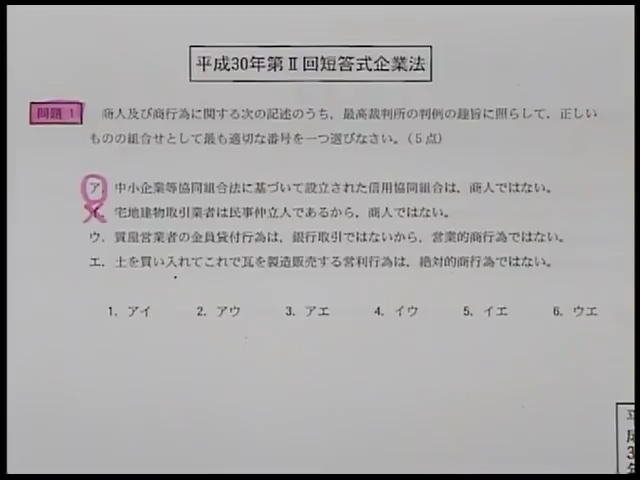 平成30年第Ⅱ回短答式企業法
問題1 商人及び商行為に関する次の記述のうち、最高裁判所の判例の趣旨に照らして、正しい
ものの組合せとして最も適切な番号を一つ選びなさい。(5点)
ア. 中小企業等協同組合法に基づいて設立された信用協同組合は、商人ではない。
イ. 宅地建物取引業者は民事仲立人であるから、商人ではない。
ウ. 質屋営業者の金員貸付行為は、銀行取引ではないから、営業的商行為ではない。
エ. 土を買い入れてこれで瓦を製造販売する営利行為は、絶対的商行為ではない。
1. アイ 2. アウ 3. アエ 4. イウ 5. イエ 6. ウエ
平
成
3
年